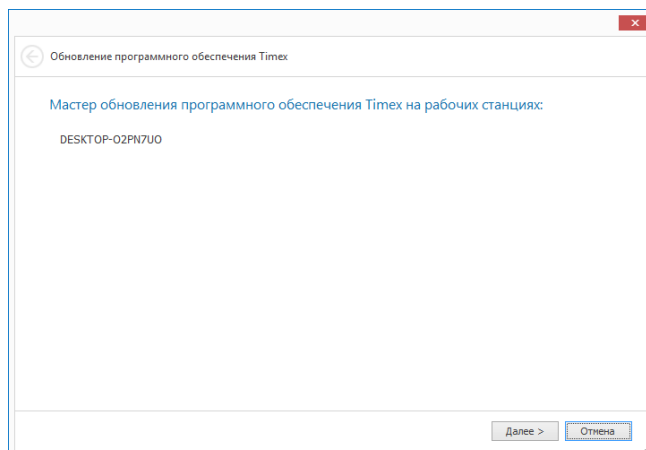 Обновление программного обеспечения Timex
Мастер обновления программного обеспечения Timex на рабочих станциях:
DESKTOP-O2PN7UO
Далее >
Отмена